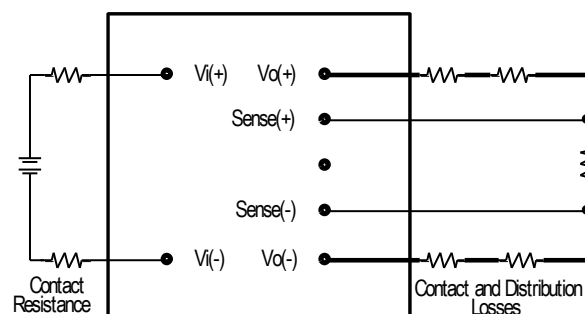 Vi(+) Vo(+)
Sense(+)
Sense(-)
Vi(-) Vo(-)
Contact
Resistance
Contact and Distribution
Losses